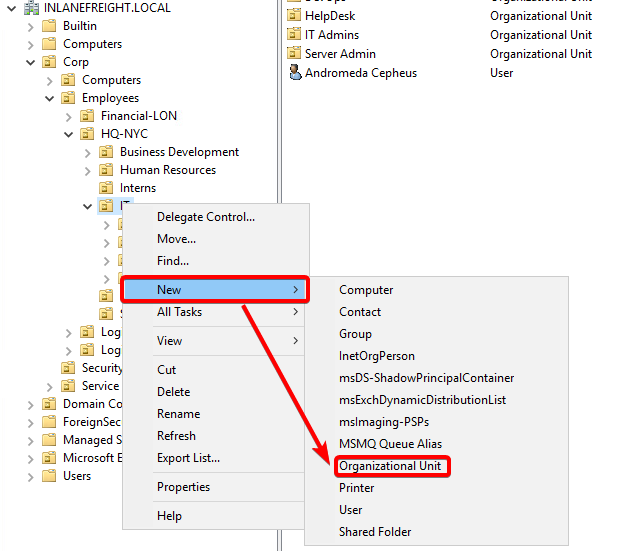 INLANEFREIGHT.LOCAL
Builtin
Computers
Corp
Computers
Employees
Financial-LON
HQ-NYC
Business Development
Human Resources
Interns
IT
Log
Log
Security
Service
Domain Co
ForeignSec
Managed S
Microsoft E
Users
HelpDesk Organizational Unit
IT Admins Organizational Unit
Server Admin Organizational Unit
Andromeda Cepheus User
Delegate Control...
Move...
Find...
New
All Tasks
View
Cut
Delete
Rename
Refresh
Export List...
Properties
Help
Computer
Contact
Group
InetOrgPerson
msDS-ShadowPrincipalContainer
msExchDynamicDistributionList
msImaging-PSPs
MSMQ Queue Alias
Organizational Unit
Printer
User
Shared Folder